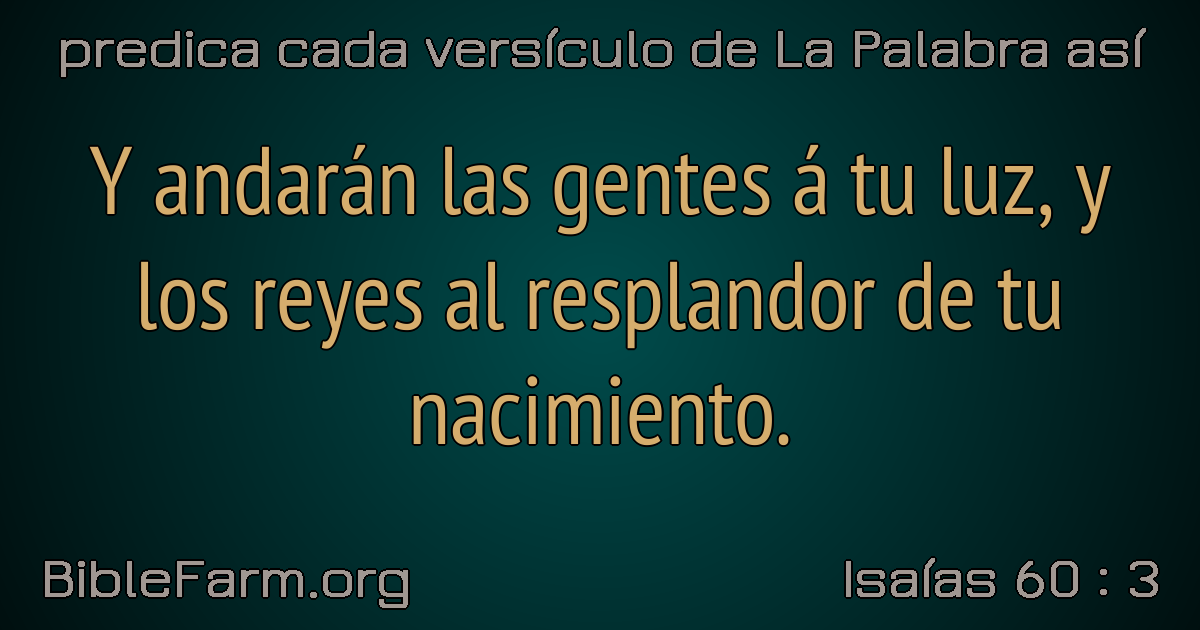 predica cada versículo de La Palabra así
Y andarán las gentes á tu luz, y
los reyes al resplandor de tu
nacimiento.
BibleFarm.org
Isaías 60 : 3